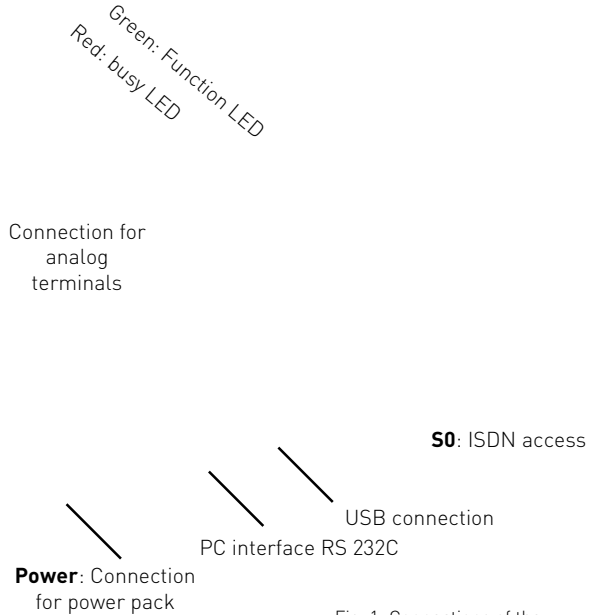 Green: Function LED
Red: busy LED
Connection for
analog
terminals
S0: ISDN access
USB connection
PC interface RS 232C
Power: Connection
for power pack